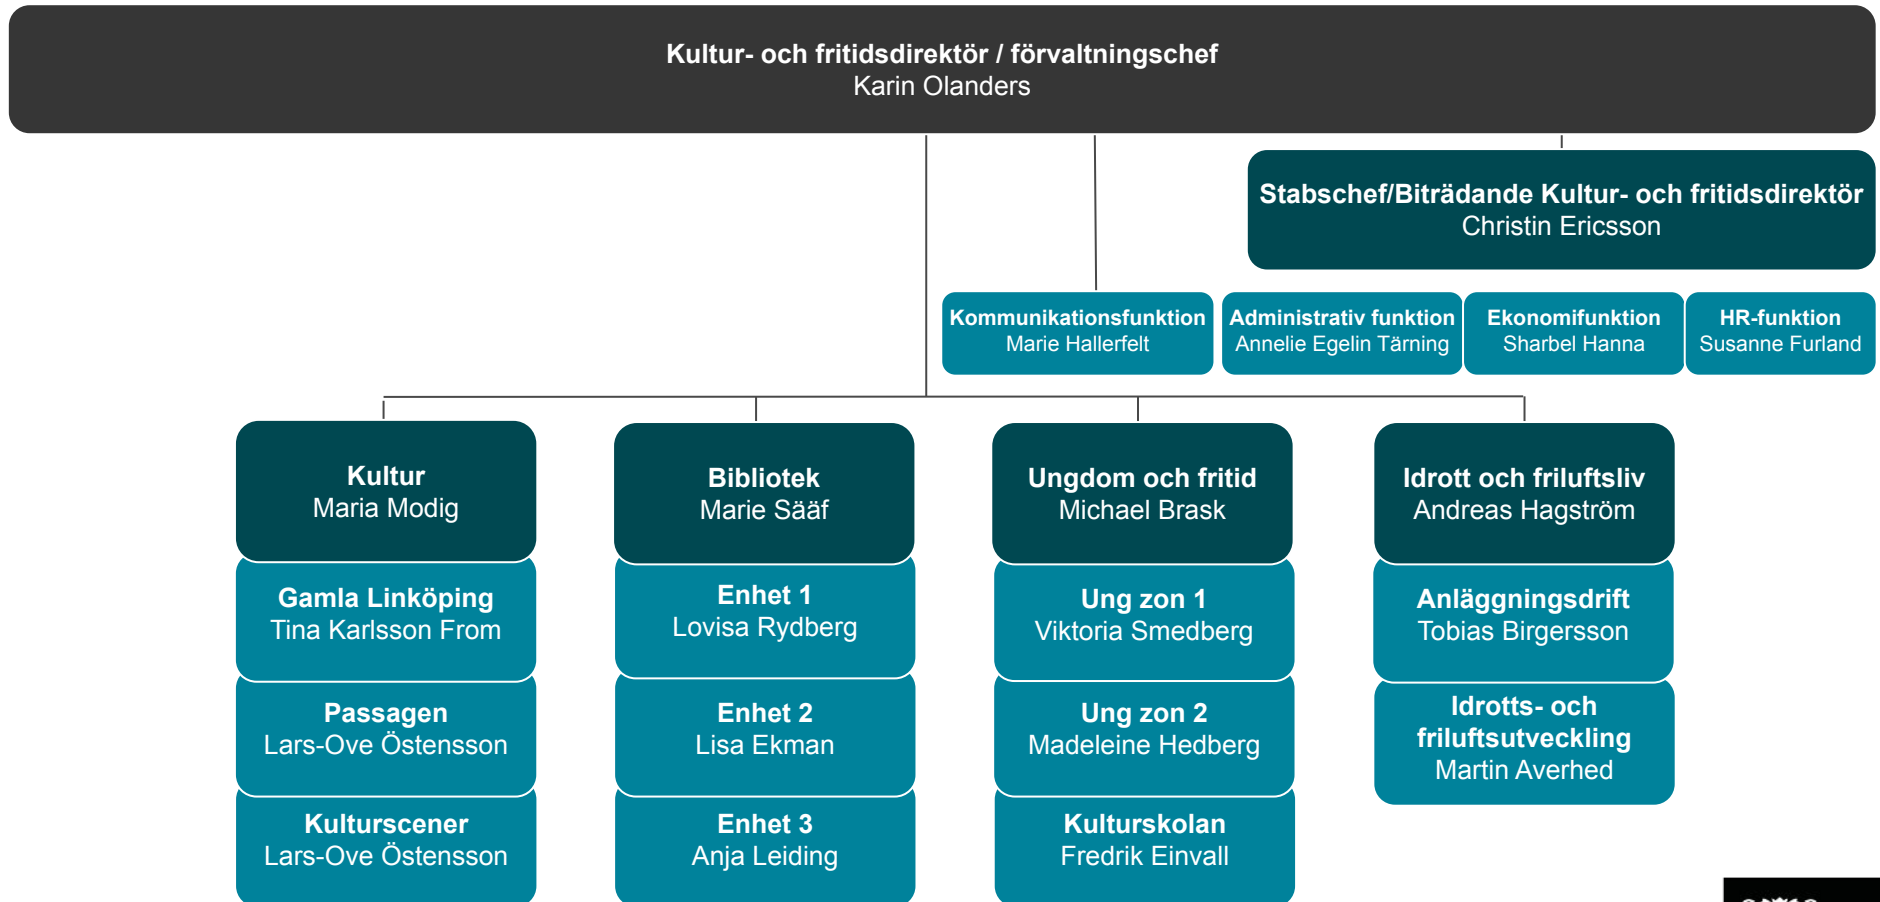 Kultur- och fritidsdirektör / förvaltningschef
Karin Olanders
Stabschef/Biträdande Kultur- och fritidsdirektör
Christin Ericsson
Kommunikationsfunktion
Marie Hallerfelt
Administrativ funktion
Annelie Egelin Tärning
Ekonomifunktion
Sharbel Hanna
HR-funktion
Susanne Furland
Kultur
Maria Modig
Gamla Linköping
Tina Karlsson From
Passagen
Lars-Ove Östensson
Kulturscener
Lars-Ove Östensson
Bibliotek
Marie Sääf
Enhet 1
Lovisa Rydberg
Enhet 2
Lisa Ekman
Enhet 3
Anja Leiding
Ungdom och fritid
Michael Brask
Ung zon 1
Viktoria Smedberg
Ung zon 2
Madeleine Hedberg
Kulturskolan
Fredrik Einvall
Idrott och friluftsliv
Andreas Hagström
Anläggningsdrift
Tobias Birgersson
Idrotts- och
friluftsutveckling
Martin Averhed